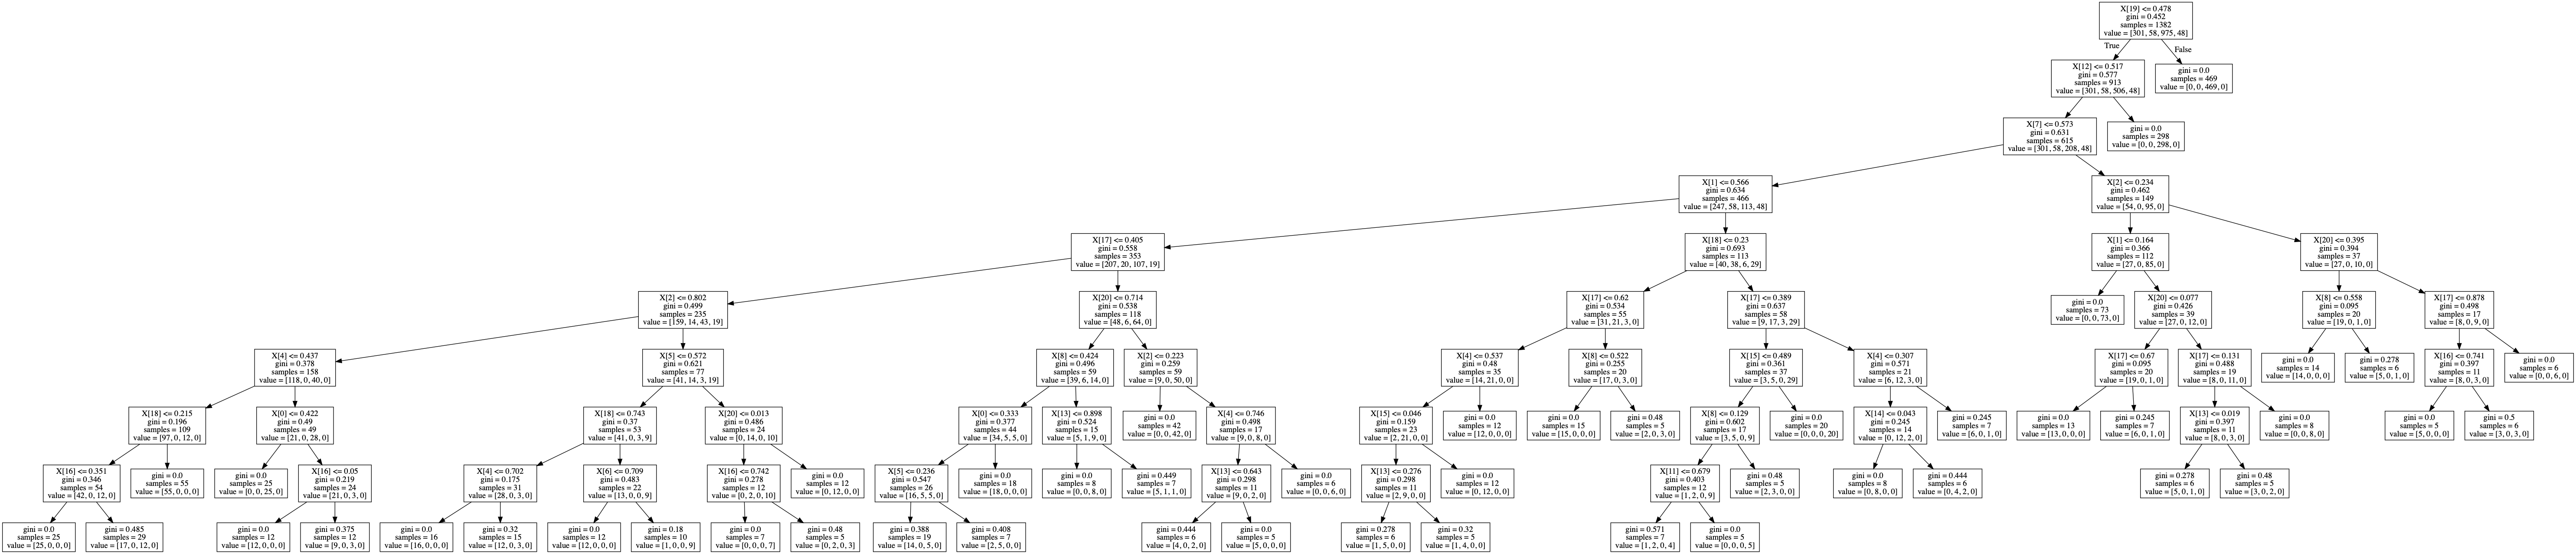 X[19] <= 0.478
gini = 0.452
samples = 1382
value = [301, 58, 975, 48]
True
False
X[12] <= 0.517
gini = 0.577
samples = 913
value = [301, 58, 506, 48]
gini = 0.0
samples = 469
value = [0, 0, 469, 0]
X[7] <= 0.573
gini = 0.631
samples = 615
value = [301, 58, 208, 48]
gini = 0.0
samples = 298
value = [0, 0, 298, 0]
X[1] <= 0.566
gini = 0.634
samples = 466
value = [247, 58, 113, 48]
X[2] <= 0.234
gini = 0.462
samples = 149
value = [54, 0, 95, 0]
X[17] <= 0.405
gini = 0.558
samples = 353
value = [207, 20, 107, 19]
X[18] <= 0.23
gini = 0.693
samples = 113
value = [40, 38, 6, 29]
X[1] <= 0.164
gini = 0.366
samples = 112
value = [27, 0, 85, 0]
X[20] <= 0.395
gini = 0.394
samples = 37
value = [27, 0, 10, 0]
X[2] <= 0.802
gini = 0.499
samples = 235
value = [159, 14, 43, 19]
X[20] <= 0.714
gini = 0.538
samples = 118
value = [48, 6, 64, 0]
X[17] <= 0.62
gini = 0.534
samples = 55
value = [31, 21, 3, 0]
X[17] <= 0.389
gini = 0.637
samples = 58
value = [9, 17, 3, 29]
gini = 0.0
samples = 73
value = [0, 0, 73, 0]
X[20] <= 0.077
gini = 0.426
samples = 39
value = [27, 0, 12, 0]
X[8] <= 0.558
gini = 0.095
samples = 20
value = [19, 0, 1, 0]
X[17] <= 0.878
gini = 0.498
samples = 17
value = [8, 0, 9, 0]
X[4] <= 0.437
gini = 0.378
samples = 158
value = [118, 0, 40, 0]
X[5] <= 0.572
gini = 0.621
samples = 77
value = [41, 14, 3, 19]
X[8] <= 0.424
gini = 0.496
samples = 59
value = [39, 6, 14, 0]
X[2] <= 0.223
gini = 0.259
samples = 59
value = [9, 0, 50, 0]
X[4] <= 0.537
gini = 0.48
samples = 35
value = [14, 21, 0, 0]
X[8] <= 0.522
gini = 0.255
samples = 20
value = [17, 0, 3, 0]
X[15] <= 0.489
gini = 0.361
samples = 37
value = [3, 5, 0, 29]
X[4] <= 0.307
gini = 0.571
samples = 21
value = [6, 12, 3, 0]
X[17] <= 0.67
gini = 0.095
samples = 20
value = [19, 0, 1, 0]
X[17] <= 0.131
gini = 0.488
samples = 19
value = [8, 0, 11, 0]
gini = 0.0
samples = 14
value = [14, 0, 0, 0]
gini = 0.278
samples = 6
value = [5, 0, 1, 0]
X[16] <= 0.741
gini = 0.397
samples = 11
value = [8, 0, 3, 0]
gini = 0.0
samples = 6
value = [0, 0, 6, 0]
X[18] <= 0.215
gini = 0.196
samples = 109
value = [97, 0, 12, 0]
X[0] <= 0.422
gini = 0.49
samples = 49
value = [21, 0, 28, 0]
X[18] <= 0.743
gini = 0.37
samples = 53
value = [41, 0, 3, 9]
X[20] <= 0.013
gini = 0.486
samples = 24
value = [0, 14, 0, 10]
X[0] <= 0.333
gini = 0.377
samples = 44
value = [34, 5, 5, 0]
X[13] <= 0.898
gini = 0.524
samples = 15
value = [5, 1, 9, 0]
gini = 0.0
samples = 42
value = [0, 0, 42, 0]
X[4] <= 0.746
gini = 0.498
samples = 17
value = [9, 0, 8, 0]
X[15] <= 0.046
gini = 0.159
samples = 23
value = [2, 21, 0, 0]
gini = 0.0
samples = 12
value = [12, 0, 0, 0]
gini = 0.0
samples = 15
value = [15, 0, 0, 0]
gini = 0.48
samples = 5
value = [2, 0, 3, 0]
X[8] <= 0.129
gini = 0.602
samples = 17
value = [3, 5, 0, 9]
gini = 0.0
samples = 20
value = [0, 0, 0, 20]
X[14] <= 0.043
gini = 0.245
samples = 14
value = [0, 12, 2, 0]
gini = 0.245
samples = 7
value = [6, 0, 1, 0]
gini = 0.0
samples = 13
value = [13, 0, 0, 0]
gini = 0.245
samples = 7
value = [6, 0, 1, 0]
X[13] <= 0.019
gini = 0.397
samples = 11
value = [8, 0, 3, 0]
gini = 0.0
samples = 8
value = [0, 0, 8, 0]
gini = 0.0
samples = 5
value = [5, 0, 0, 0]
gini = 0.5
samples = 6
value = [3, 0, 3, 0]
X[16] <= 0.351
gini = 0.346
samples = 54
value = [42, 0, 12, 0]
gini = 0.0
samples = 55
value = [55, 0, 0, 0]
gini = 0.0
samples = 25
value = [0, 0, 25, 0]
X[16] <= 0.05
gini = 0.219
samples = 24
value = [21, 0, 3, 0]
X[4] <= 0.702
gini = 0.175
samples = 31
value = [28, 0, 3, 0]
X[6] <= 0.709
gini = 0.483
samples = 22
value = [13, 0, 0, 9]
X[16] <= 0.742
gini = 0.278
samples = 12
value = [0, 2, 0, 10]
gini = 0.0
samples = 12
value = [0, 12, 0, 0]
X[5] <= 0.236
gini = 0.547
samples = 26
value = [16, 5, 5, 0]
gini = 0.0
samples = 18
value = [18, 0, 0, 0]
gini = 0.0
samples = 8
value = [0, 0, 8, 0]
gini = 0.449
samples = 7
value = [5, 1, 1, 0]
X[13] <= 0.643
gini = 0.298
samples = 11
value = [9, 0, 2, 0]
gini = 0.0
samples = 6
value = [0, 0, 6, 0]
X[13] <= 0.276
gini = 0.298
samples = 11
value = [2, 9, 0, 0]
gini = 0.0
samples = 12
value = [0, 12, 0, 0]
X[11] <= 0.679
gini = 0.403
samples = 12
value = [1, 2, 0, 9]
gini = 0.48
samples = 5
value = [2, 3, 0, 0]
gini = 0.0
samples = 8
value = [0, 8, 0, 0]
gini = 0.444
samples = 6
value = [0, 4, 2, 0]
gini = 0.278
samples = 6
value = [5, 0, 1, 0]
gini = 0.48
samples = 5
value = [3, 0, 2, 0]
gini = 0.0
samples = 25
value = [25, 0, 0, 0]
gini = 0.485
samples = 29
value = [17, 0, 12, 0]
gini = 0.0
samples = 12
value = [12, 0, 0, 0]
gini = 0.375
samples = 12
value = [9, 0, 3, 0]
gini = 0.0
samples = 16
value = [16, 0, 0, 0]
gini = 0.32
samples = 15
value = [12, 0, 3, 0]
gini = 0.0
samples = 12
value = [12, 0, 0, 0]
gini = 0.18
samples = 10
value = [1, 0, 0, 9]
gini = 0.0
samples = 7
value = [0, 0, 0, 7]
gini = 0.48
samples = 5
value = [0, 2, 0, 3]
gini = 0.388
samples = 19
value = [14, 0, 5, 0]
gini = 0.408
samples = 7
value = [2, 5, 0, 0]
gini = 0.444
samples = 6
value = [4, 0, 2, 0]
gini = 0.0
samples = 5
value = [5, 0, 0, 0]
gini = 0.278
samples = 6
value = [1, 5, 0, 0]
gini = 0.32
samples = 5
value = [1, 4, 0, 0]
gini = 0.571
samples = 7
value = [1, 2, 0, 4]
gini = 0.0
samples = 5
value = [0, 0, 0, 5]